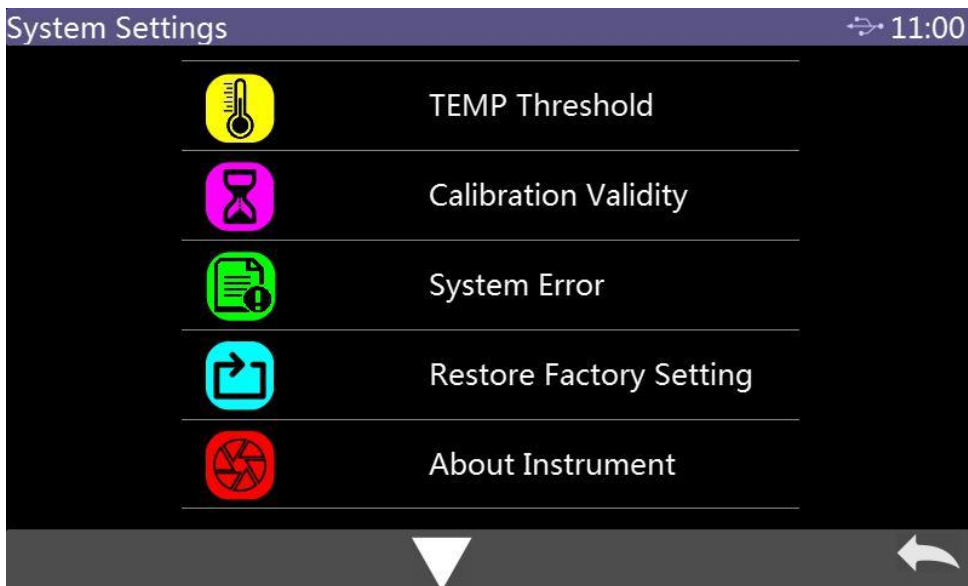 System Settings
11:00
TEMP Threshold
Calibration Validity
System Error
Restore Factory Setting
About Instrument